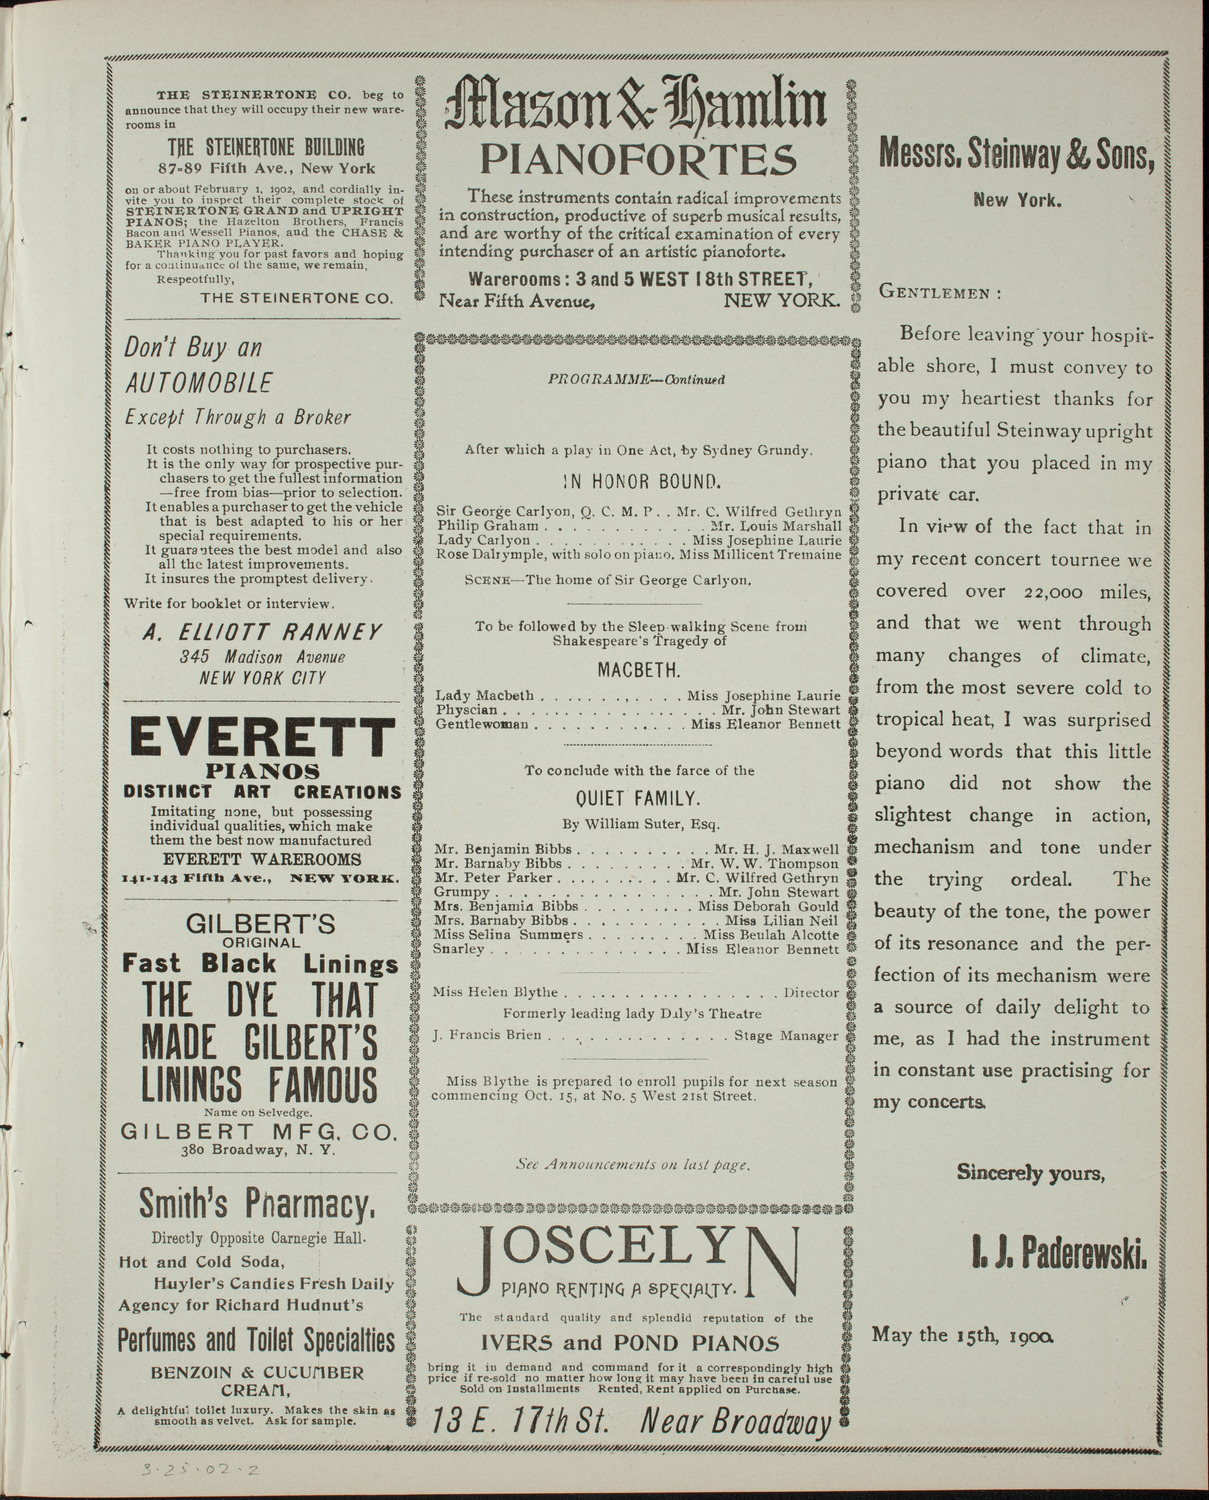 THE STEINERTONE CO. beg to
announce that they will occupy their new ware-
rooms in
THE STEINERTONE BUILDING
87-89 Fifth Ave., New York
on or about February 1, 1902, and cordially in-
vite you to inspect their complete stock of
STEINERTONE GRAND and UPRIGHT
PIANOS; the Hazelton Brothers, Francis
Bacon and Wessell Pianos, and the CHASE &
BAKER PIANO PLAYER.
Thanking you for past favors and hoping
for a continuance of the same, we remain,
Respeotfully,
THE STEINERTONE CO.
Don't Buy an
AUTOMOBILE
Except Through a Broker
It costs nothing to purchasers.
It is the only way for prospective pur-
chasers to get the fullest information
—free from bias—prior to selection.
It enables a purchaser to get the vehicle
that is best adapted to his or her
special requirements.
It guarantees the best model and also
all the latest improvements.
It insures the promptest delivery.
Write for booklet or interview.
A. ELLIOTT RANNEY
345 Madison Avenue
NEW YORK CITY
EVERETT
PIANOS
DISTINCT ART CREATIONS
Imitating none, but possessing
individual qualities, which make
them the best now manufactured
EVERETT WAREROOMS
141-143 Fifth Ave., NEW YORK.
GILBERT'S
ORIGINAL
Fast Black Linings
THE DYE THAT
MADE GILBERT'S
LININGS FAMOUS
Name on Selvedge.
GILBERT MFG. CO.
380 Broadway, N. Y.
Smith's Pharmacy,
Directly Opposite Carnegie Hall.
Hot and Cold Soda,
Huyler's Candies Fresh Daily
Agency for Richard Hudnut's
Perfumes and Toilet Specialties
BENZOIN & CUCUMBER
CREAM,
A delightful toilet luxury. Makes the skin as
smooth as velvet. Ask for sample.
Mason & Hamlin
PIANOFORTES
These instruments contain radical improvements
in construction, productive of superb musical results,
and are worthy of the critical examination of every
intending purchaser of an artistic pianoforte.
Warerooms: 3 and 5 WEST 18th STREET,
Near Fifth Avenue, NEW YORK.
PROGRAMME—Continued
After which a play in One Act, by Sydney Grundy.
IN HONOR BOUND.
Sir George Carlyon, Q. C. M. P. . Mr. C. Wilfred Gethryn
Philip Graham . . . . . . . . . . . . Mr. Louis Marshall
Lady Carlyon . . . . . . . . . . . . Miss Josephine Laurie
Rose Dalrymple, with solo on piano. Miss Millicent Tremaine
SCENE—The home of Sir George Carlyon.
To be followed by the Sleep-walking Scene from
Shakespeare's Tragedy of
MACBETH.
Lady Macbeth . . . . . . . . . . . . Miss Josephine Laurie
Physcian . . . . . . . . . . . . . . . . Mr. John Stewart
Gentlewoman . . . . . . . . . . . . Miss Eleanor Bennett
To conclude with the farce of the
QUIET FAMILY.
By William Suter, Esq.
Mr. Benjamin Bibbs . . . . . . . . . . Mr. H. J. Maxwell
Mr. Barnaby Bibbs . . . . . . . . . Mr. W. W. Thompson
Mr. Peter Parker . . . . . . . . . Mr. C. Wilfred Gethryn
Grumpy . . . . . . . . . . . . . . . . . Mr. John Stewart
Mrs. Benjamin Bibbs . . . . . . . . Miss Deborah Gould
Mrs. Barnaby Bibbs . . . . . . . . . . . Miss Lilian Neil
Miss Selina Summers . . . . . . . . Miss Beulah Alcotte
Snarley . . . . . . . . . . . . . . Miss Eleanor Bennett
Miss Helen Blythe . . . . . . . . . . . . . . . . Director
Formerly leading lady Daly's Theatre
J. Francis Brien . . . . . . . . . . . . . Stage Manager
Miss Blythe is prepared to enroll pupils for next season
commencing Oct. 15, at No. 5 West 21st Street.
See Announcements on last page.
JOSCELYN
PIANO RENTING A SPECIALTY.
The standard quality and splendid reputation of the
IVERS and POND PIANOS
bring it in demand and command for it a correspondingly high
price if re-sold no matter how long it may have been in careful use
Sold on Installments Rented, Rent applied on Purchase.
13 E. 17th St. Near Broadway
Messrs. Steinway & Sons,
New York.
GENTLEMEN:
Before leaving your hospit-
able shore, I must convey to
you my heartiest thanks for
the beautiful Steinway upright
piano that you placed in my
private car.
In view of the fact that in
my recent concert tournee we
covered over 22,000 miles,
and that we went through
many changes of climate,
from the most severe cold to
tropical heat, I was surprised
beyond words that this little
piano did not show the
slightest change in action,
mechanism and tone under
the trying ordeal. The
beauty of the tone, the power
of its resonance and the per-
fection of its mechanism were
a source of daily delight to
me, as I had the instrument
in constant use practising for
my concerts.
Sincerely yours,
I. J. Paderewski.
May the 15th, 1900.
3-25-02-2